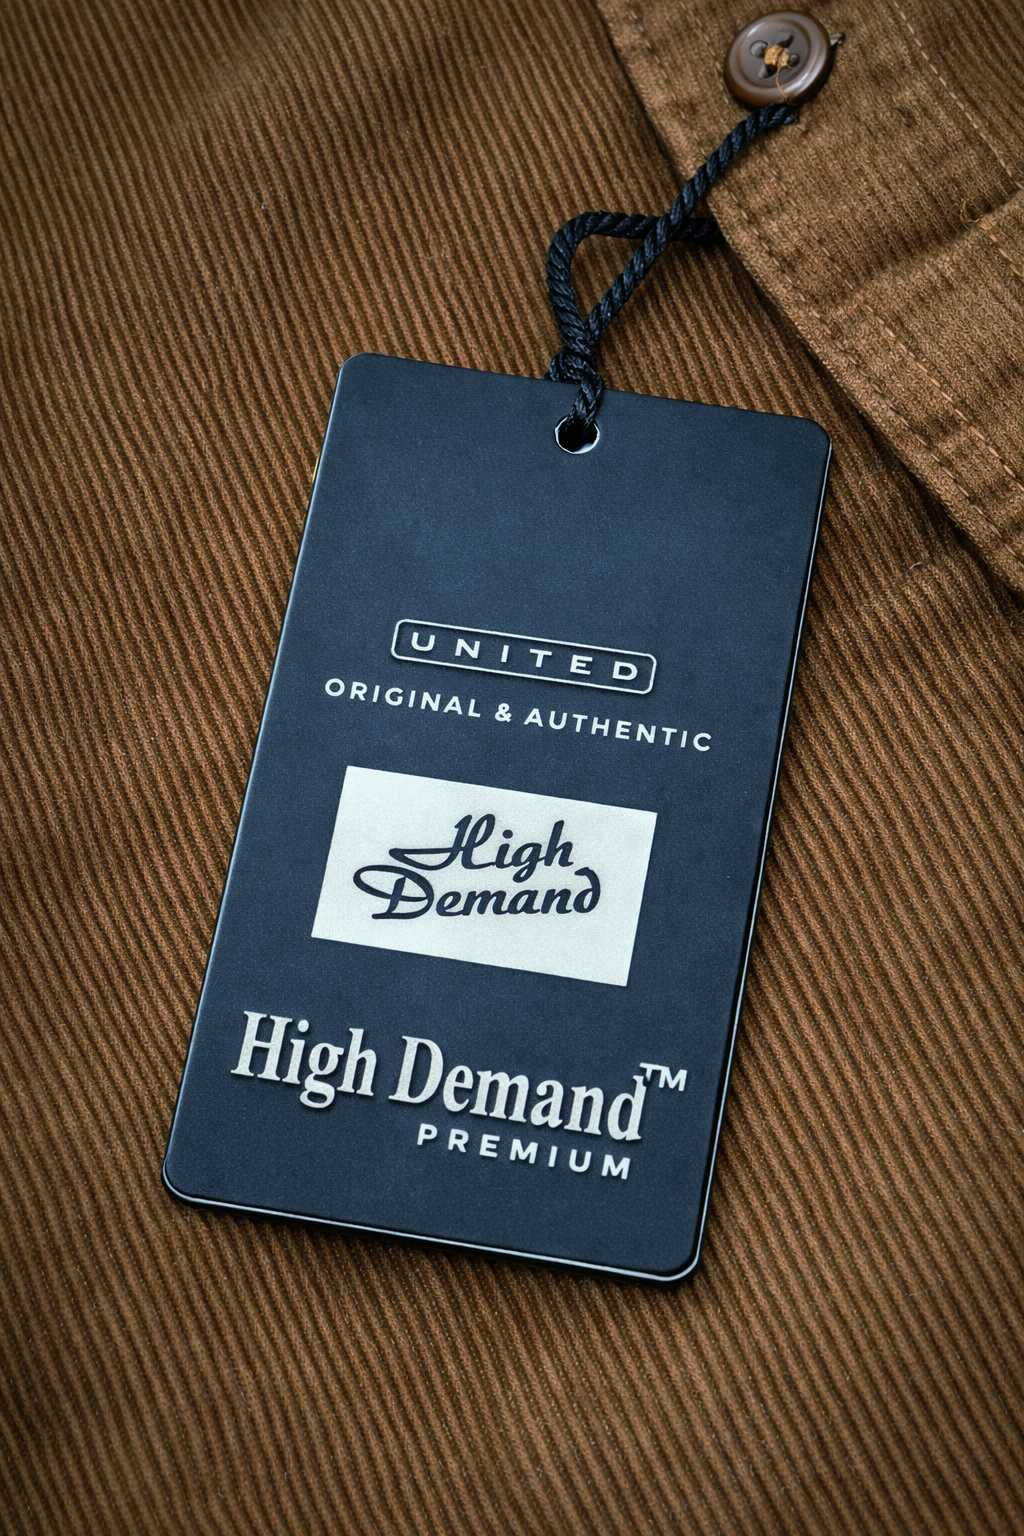 UNITED
ORIGINAL & AUTHENTIC
High
Demand
High Demand™
PREMIUM